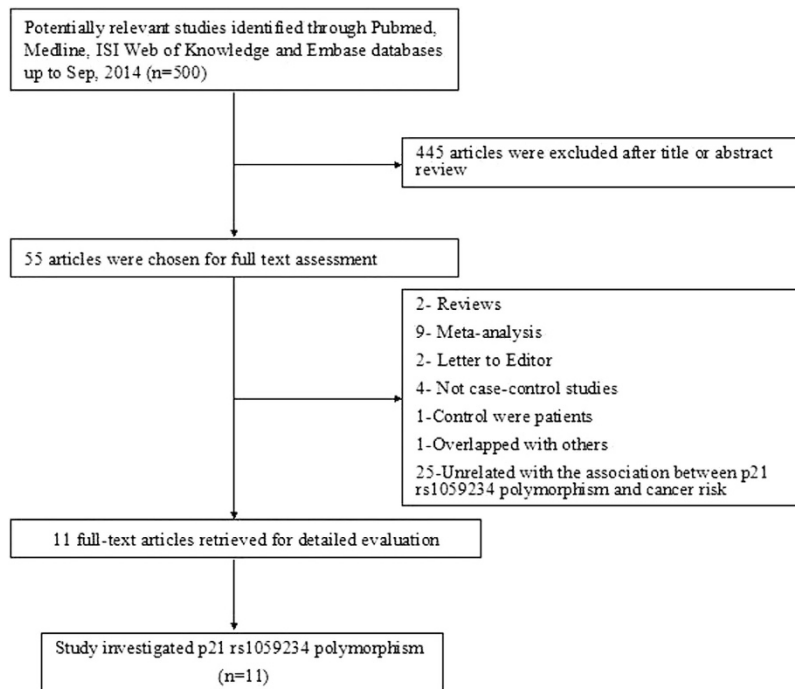 Potentially relevant studies identified through Pubmed,
Medline, ISI Web of Knowledge and Embase databases
up to Sep, 2014 (n=500)
445 articles were excluded after title or abstract
review
55 articles were chosen for full text assessment
2- Reviews
9- Meta-analysis
2- Letter to Editor
4- Not case-control studies
1-Control were patients
1-Overlapped with others
25-Unrelated with the association between p21
rs1059234 polymorphism and cancer risk
11 full-text articles retrieved for detailed evaluation
Study investigated p21 rs1059234 polymorphism
(n=11)